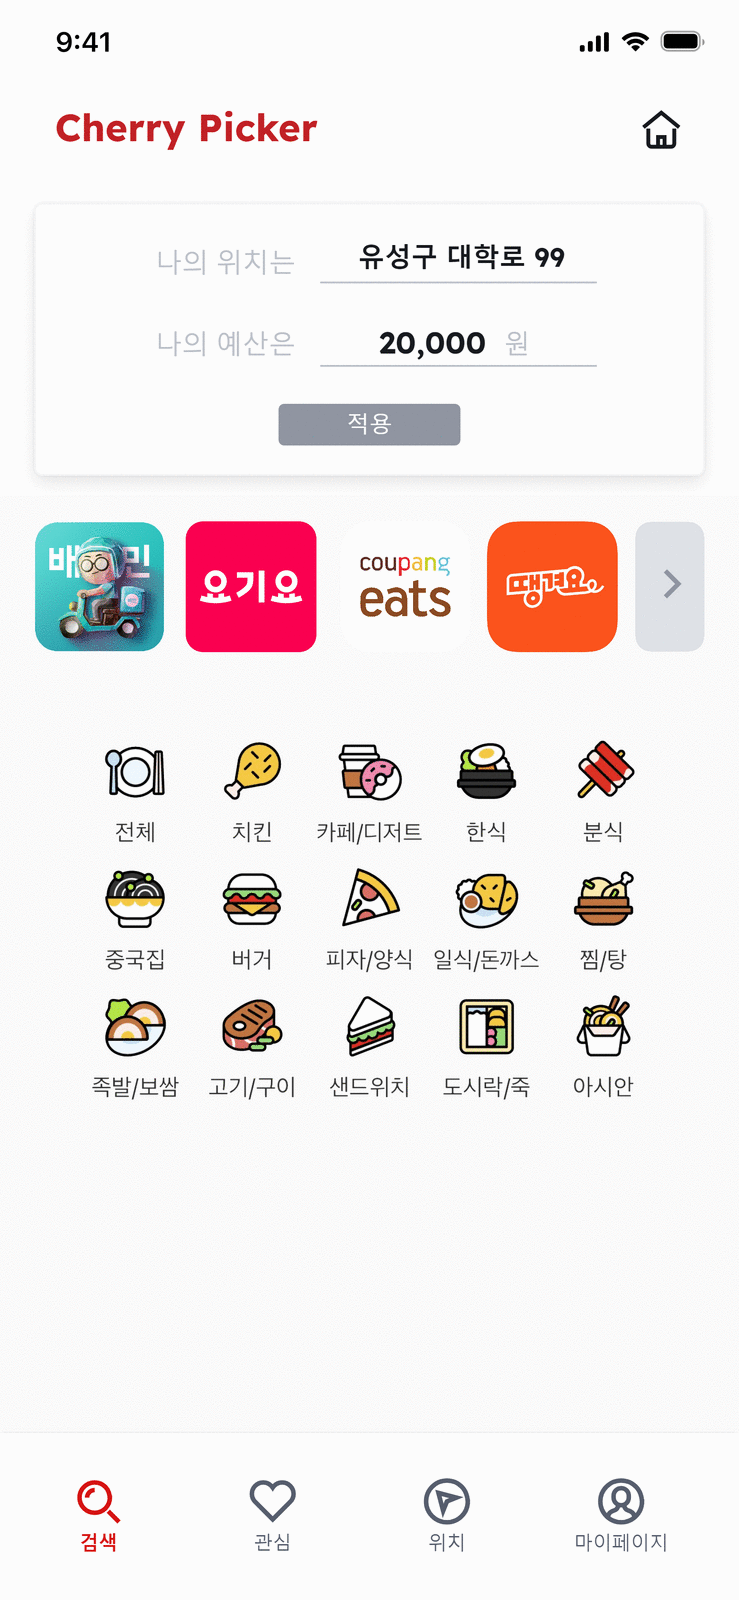 9:41
Cherry Picker
나의 위치는 유성구 대학로 99
나의 예산은 20,000 원
적용
배민
요기요
coupang
eats
땡겨요
전체 치킨 카페/디저트 한식 분식
중국집 버거 피자/양식 일식/돈까스 찜/탕
족발/보쌈 고기/구이 샌드위치 도시락/죽 아시안
검색 관심 위치 마이페이지